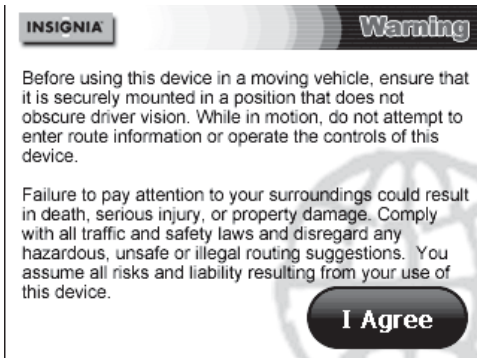 INSIGNIA
Warning
Before using this device in a moving vehicle, ensure that
it is securely mounted in a position that does not
obscure driver vision. While in motion, do not attempt to
enter route information or operate the controls of this
device.
Failure to pay attention to your surroundings could result
in death, serious injury, or property damage. Comply
with all traffic and safety laws and disregard any
hazardous, unsafe or illegal routing suggestions. You
assume all risks and liability resulting from your use of
this device.
I Agree